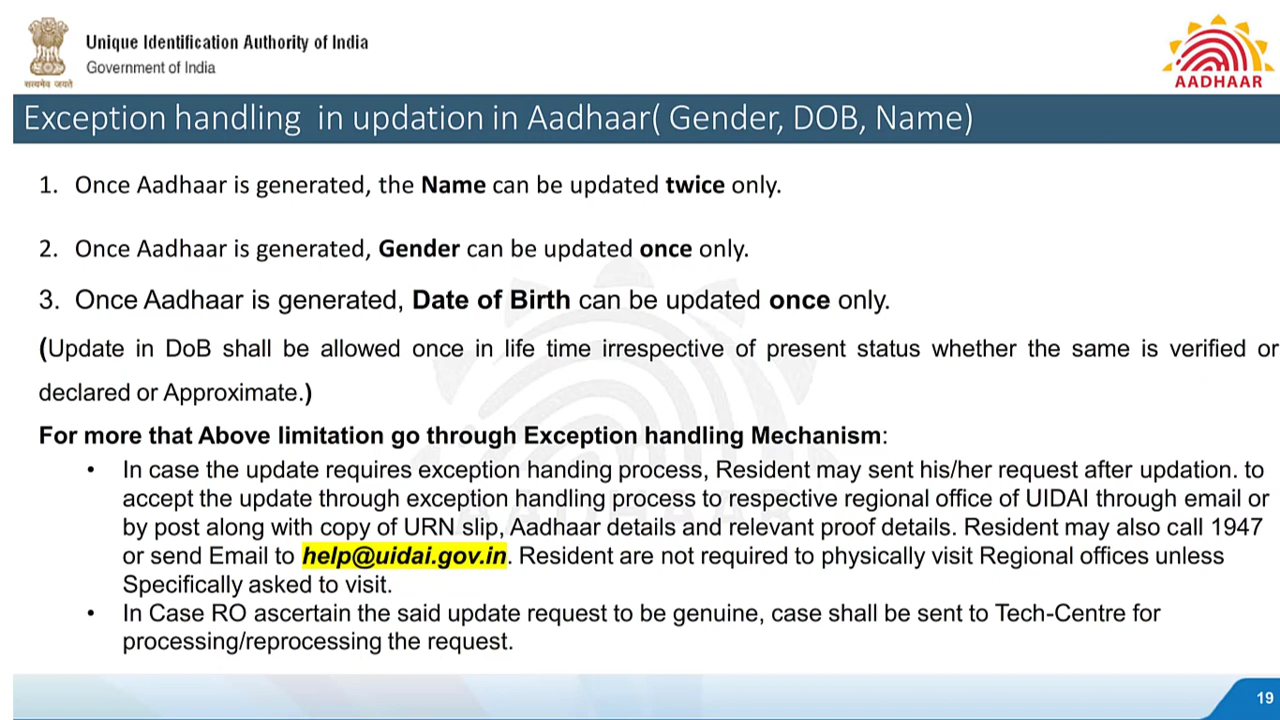 Unique Identification Authority of India
Government of India
सत्यमेव जयते
AADHAAR
Exception handling in updation in Aadhaar( Gender, DOB, Name)
1. Once Aadhaar is generated, the Name can be updated twice only.
2. Once Aadhaar is generated, Gender can be updated once only.
3. Once Aadhaar is generated, Date of Birth can be updated once only.
(Update in DoB shall be allowed once in life time irrespective of present status whether the same is verified or
declared or Approximate.)
For more that Above limitation go through Exception handling Mechanism:
• In case the update requires exception handing process, Resident may sent his/her request after updation. to
accept the update through exception handling process to respective regional office of UIDAI through email or
by post along with copy of URN slip, Aadhaar details and relevant proof details. Resident may also call 1947
or send Email to help@uidai.gov.in. Resident are not required to physically visit Regional offices unless
Specifically asked to visit.
• In Case RO ascertain the said update request to be genuine, case shall be sent to Tech-Centre for
processing/reprocessing the request.
AADHAAR
19